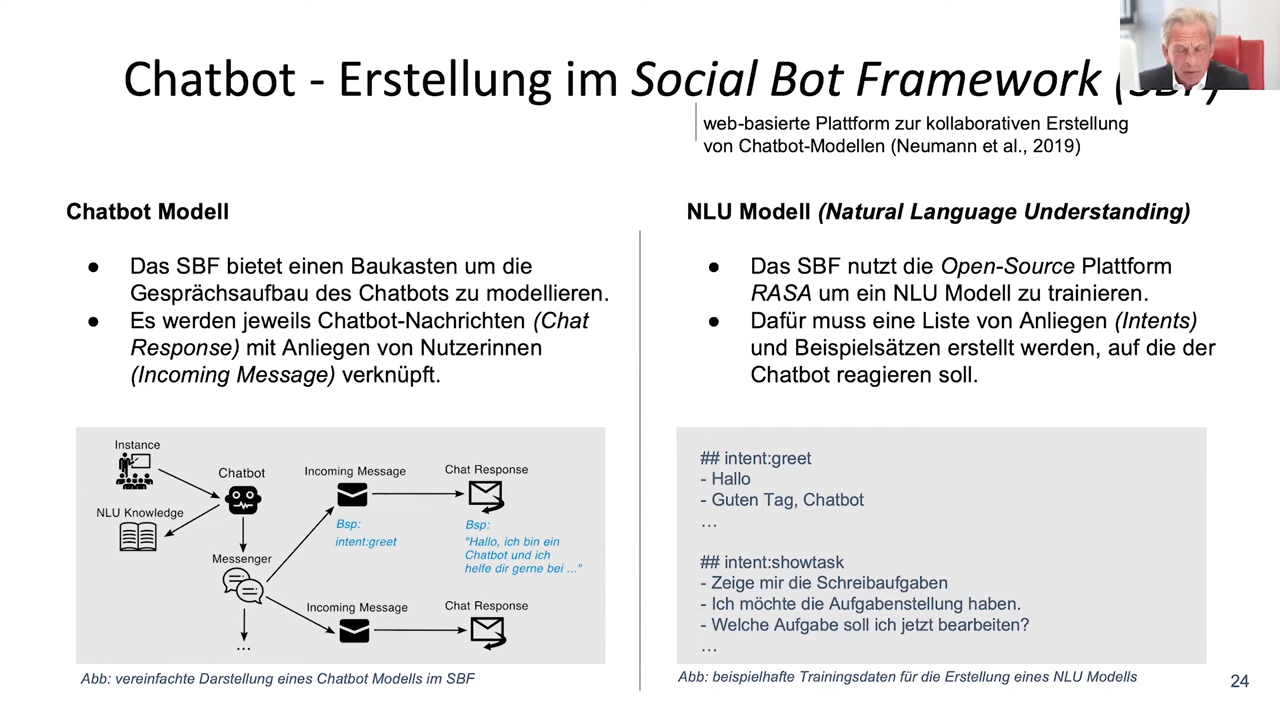 Chatbot - Erstellung im Social Bot Framework (SBF)
web-basierte Plattform zur kollaborativen Erstellung
von Chatbot-Modellen (Neumann et al., 2019)
Chatbot Modell
● Das SBF bietet einen Baukasten um die
Gesprächsaufbau des Chatbots zu modellieren.
● Es werden jeweils Chatbot-Nachrichten (Chat
Response) mit Anliegen von Nutzerinnen
(Incoming Message) verknüpft.
Instance
Chatbot
NLU Knowledge
Messenger
...
Incoming Message
Chat Response
Bsp:
intent:greet
Bsp:
"Hallo, ich bin ein
Chatbot und ich
helfe dir gerne bei ..."
Incoming Message
Chat Response
Abb: vereinfachte Darstellung eines Chatbot Modells im SBF
NLU Modell (Natural Language Understanding)
● Das SBF nutzt die Open-Source Plattform
RASA um ein NLU Modell zu trainieren.
● Dafür muss eine Liste von Anliegen (Intents)
und Beispielsätzen erstellt werden, auf die der
Chatbot reagieren soll.
## intent:greet
- Hallo
- Guten Tag, Chatbot
...
## intent:showtask
- Zeige mir die Schreibaufgaben
- Ich möchte die Aufgabenstellung haben.
- Welche Aufgabe soll ich jetzt bearbeiten?
...
Abb: beispielhafte Trainingsdaten für die Erstellung eines NLU Modells
24